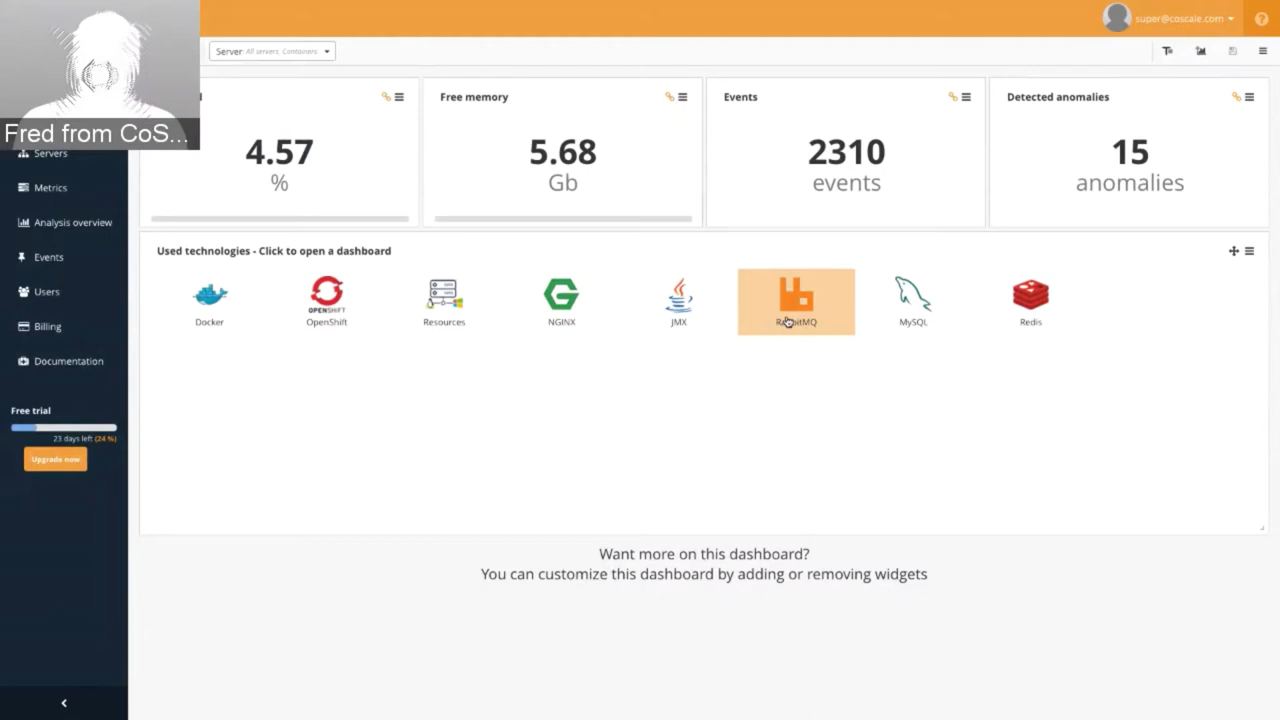 super@coscale.com
Server All servers, Containers
Fred from CoS...
Free memory
Events
Detected anomalies
4.57
%
5.68
Gb
2310
events
15
anomalies
Servers
Metrics
Analysis overview
Events
Users
Billing
Documentation
Free trial
23 days left (24 %)
Upgrade now
Used technologies - Click to open a dashboard
OPENSHIFT
Docker
OpenShift
Resources
NGINX
JMX
RabbitMQ
MySQL
Redis
Want more on this dashboard?
You can customize this dashboard by adding or removing widgets